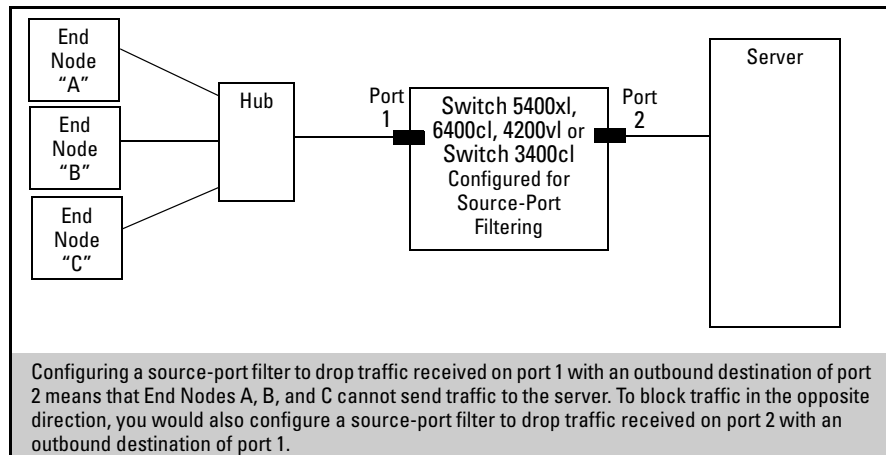 End
Node
“A”
End
Node
“B”
End
Node
“C”
Hub
Port
1
Switch 5400xl,
6400cl, 4200vl or
Switch 3400cl
Configured for
Source-Port
Filtering
Port
2
Server
Configuring a source-port filter to drop traffic received on port 1 with an outbound destination of port
2 means that End Nodes A, B, and C cannot send traffic to the server. To block traffic in the opposite
direction, you would also configure a source-port filter to drop traffic received on port 2 with an
outbound destination of port 1.